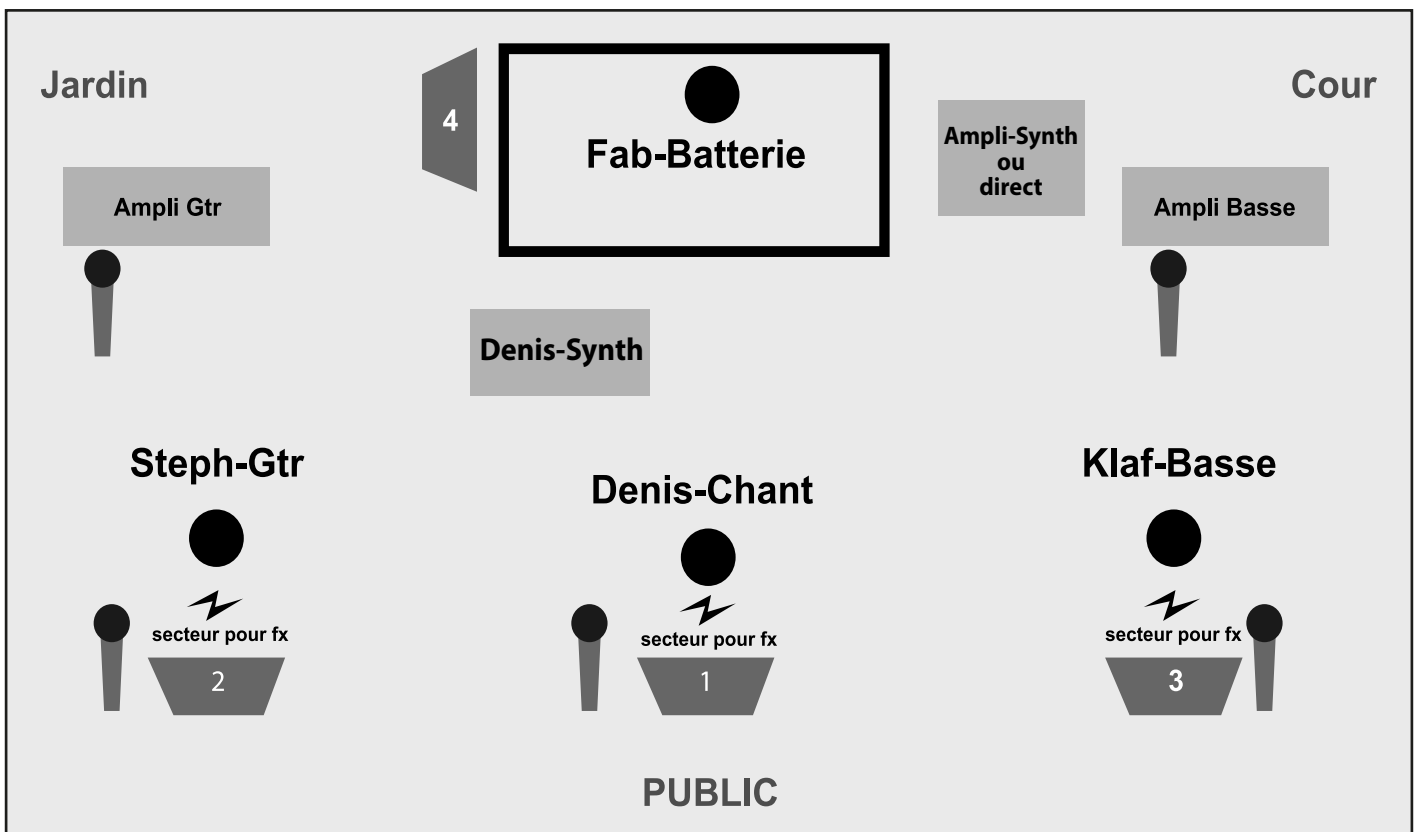 Jardin
Cour
4
Fab-Batterie
Ampli-Synth
ou
direct
Ampli Gtr
Ampli Basse
Denis-Synth
Steph-Gtr
Denis-Chant
Klaf-Basse
secteur pour fx
secteur pour fx
secteur pour fx
2
1
3
PUBLIC